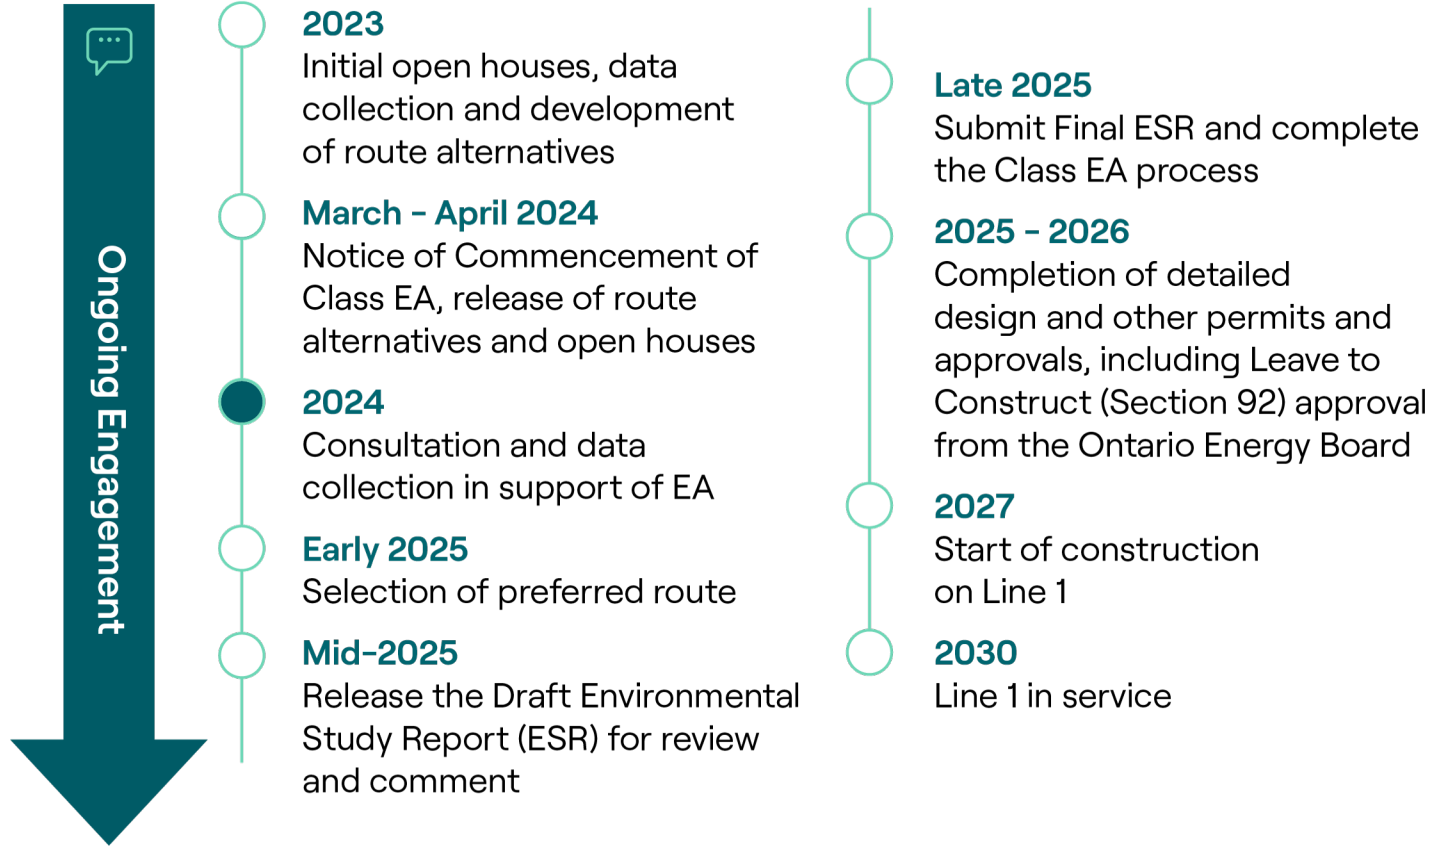 Ongoing Engagement
2023
Initial open houses, data
collection and development
of route alternatives
March – April 2024
Notice of Commencement of
Class EA, release of route
alternatives and open houses
2024
Consultation and data
collection in support of EA
Early 2025
Selection of preferred route
Mid–2025
Release the Draft Environmental
Study Report (ESR) for review
and comment
Late 2025
Submit Final ESR and complete
the Class EA process
2025 – 2026
Completion of detailed
design and other permits and
approvals, including Leave to
Construct (Section 92) approval
from the Ontario Energy Board
2027
Start of construction
on Line 1
2030
Line 1 in service